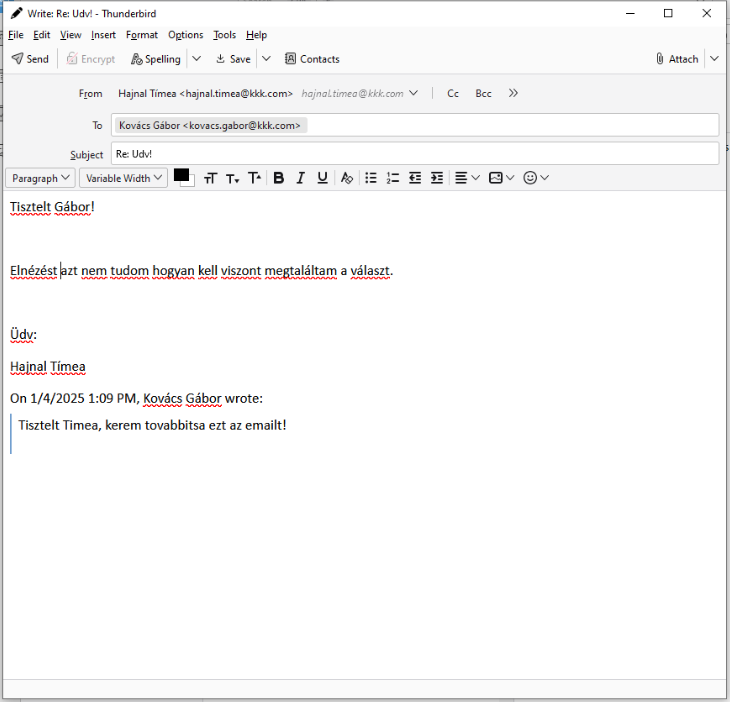 Write: Re: Udv! - Thunderbird
File Edit View Insert Format Options Tools Help
Send Encrypt Spelling Save Contacts Attach
From Hajnal Tímea <hajnal.timea@kkk.com> hajnal.timea@kkk.com Cc Bcc
To Kovács Gábor <kovacs.gabor@kkk.com>
Subject Re: Udv!
Paragraph Variable Width
Tisztelt Gábor!
Elnézést azt nem tudom hogyan kell viszont megtaláltam a választ.
Üdv:
Hajnal Tímea
On 1/4/2025 1:09 PM, Kovács Gábor wrote:
Tisztelt Timea, kerem tovabbitsa ezt az emailt!